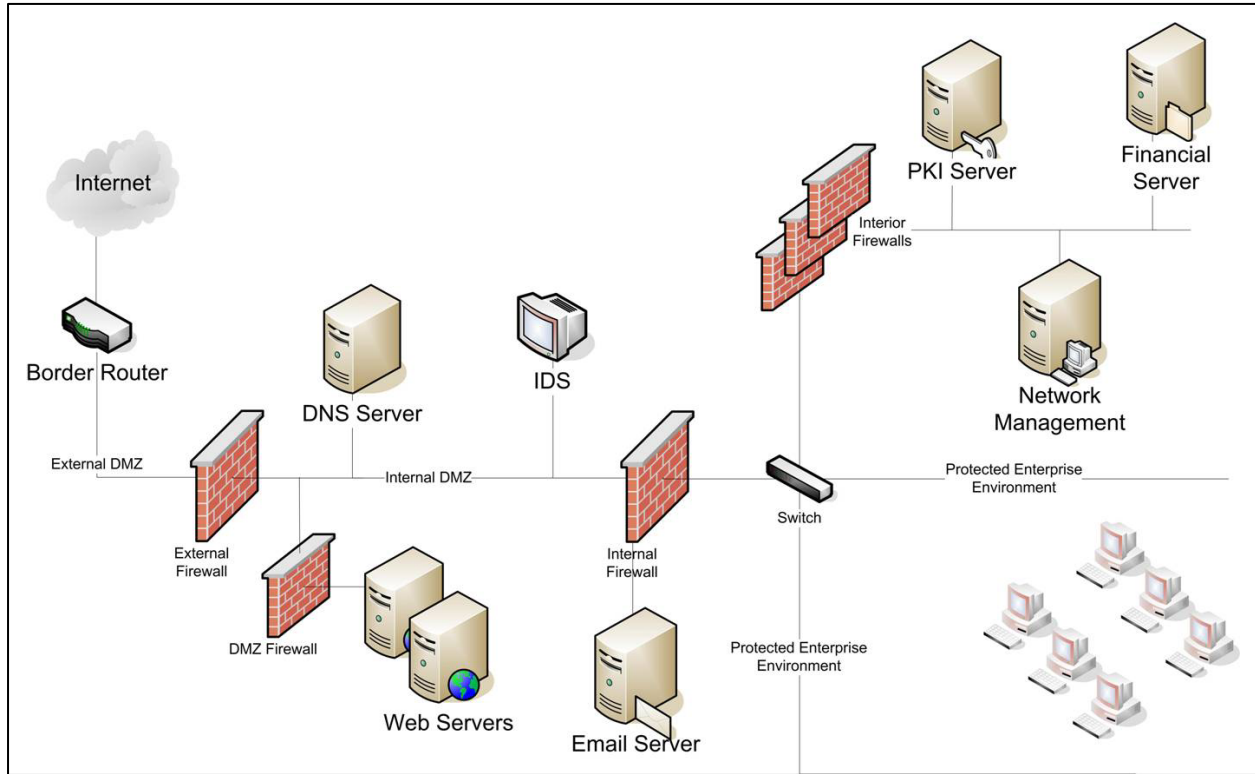 Internet
Border Router
External DMZ
DNS Server
IDS
Internal DMZ
External
Firewall
DMZ Firewall
Web Servers
Internal
Firewall
Email Server
Switch
Interior
Firewalls
PKI Server
Financial
Server
Network
Management
Protected Enterprise
Environment
Protected Enterprise
Environment